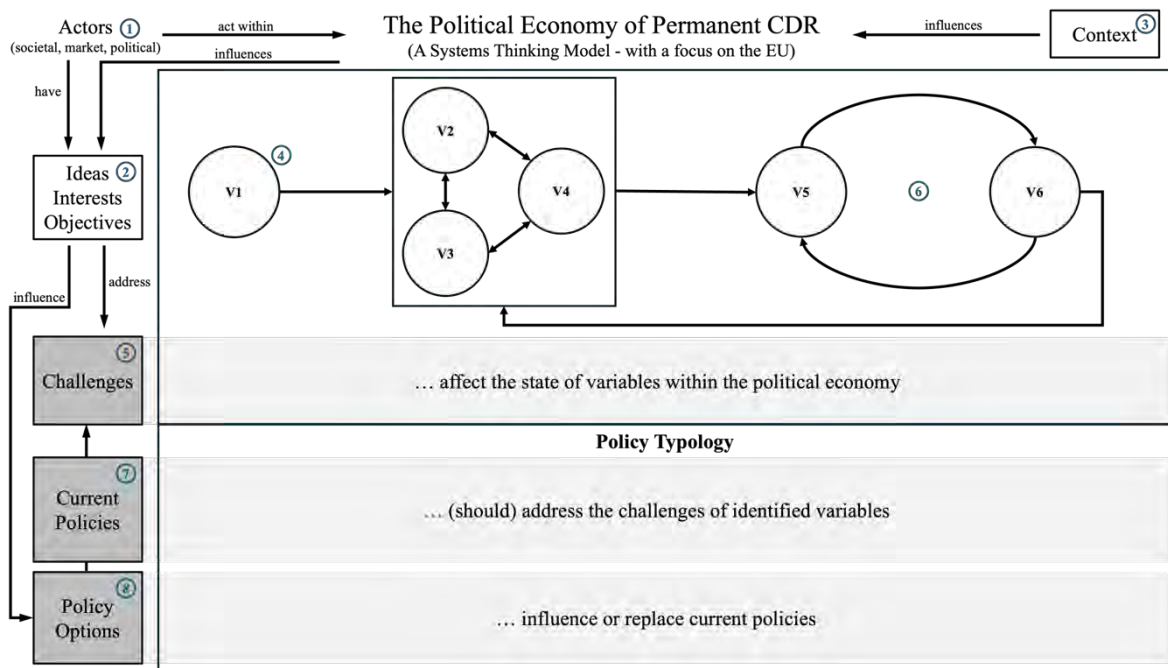 Actors 1
(societal, market, political)
act within
The Political Economy of Permanent CDR
(A Systems Thinking Model - with a focus on the EU)
influences
Context 3
influences
have
Ideas 2
Interests
Objectives
V1
4
V2
V3
V4
V5
6
V6
influence
address
5
Challenges
… affect the state of variables within the political economy
Policy Typology
7
Current
Policies
… (should) address the challenges of identified variables
8
Policy
Options
… influence or replace current policies